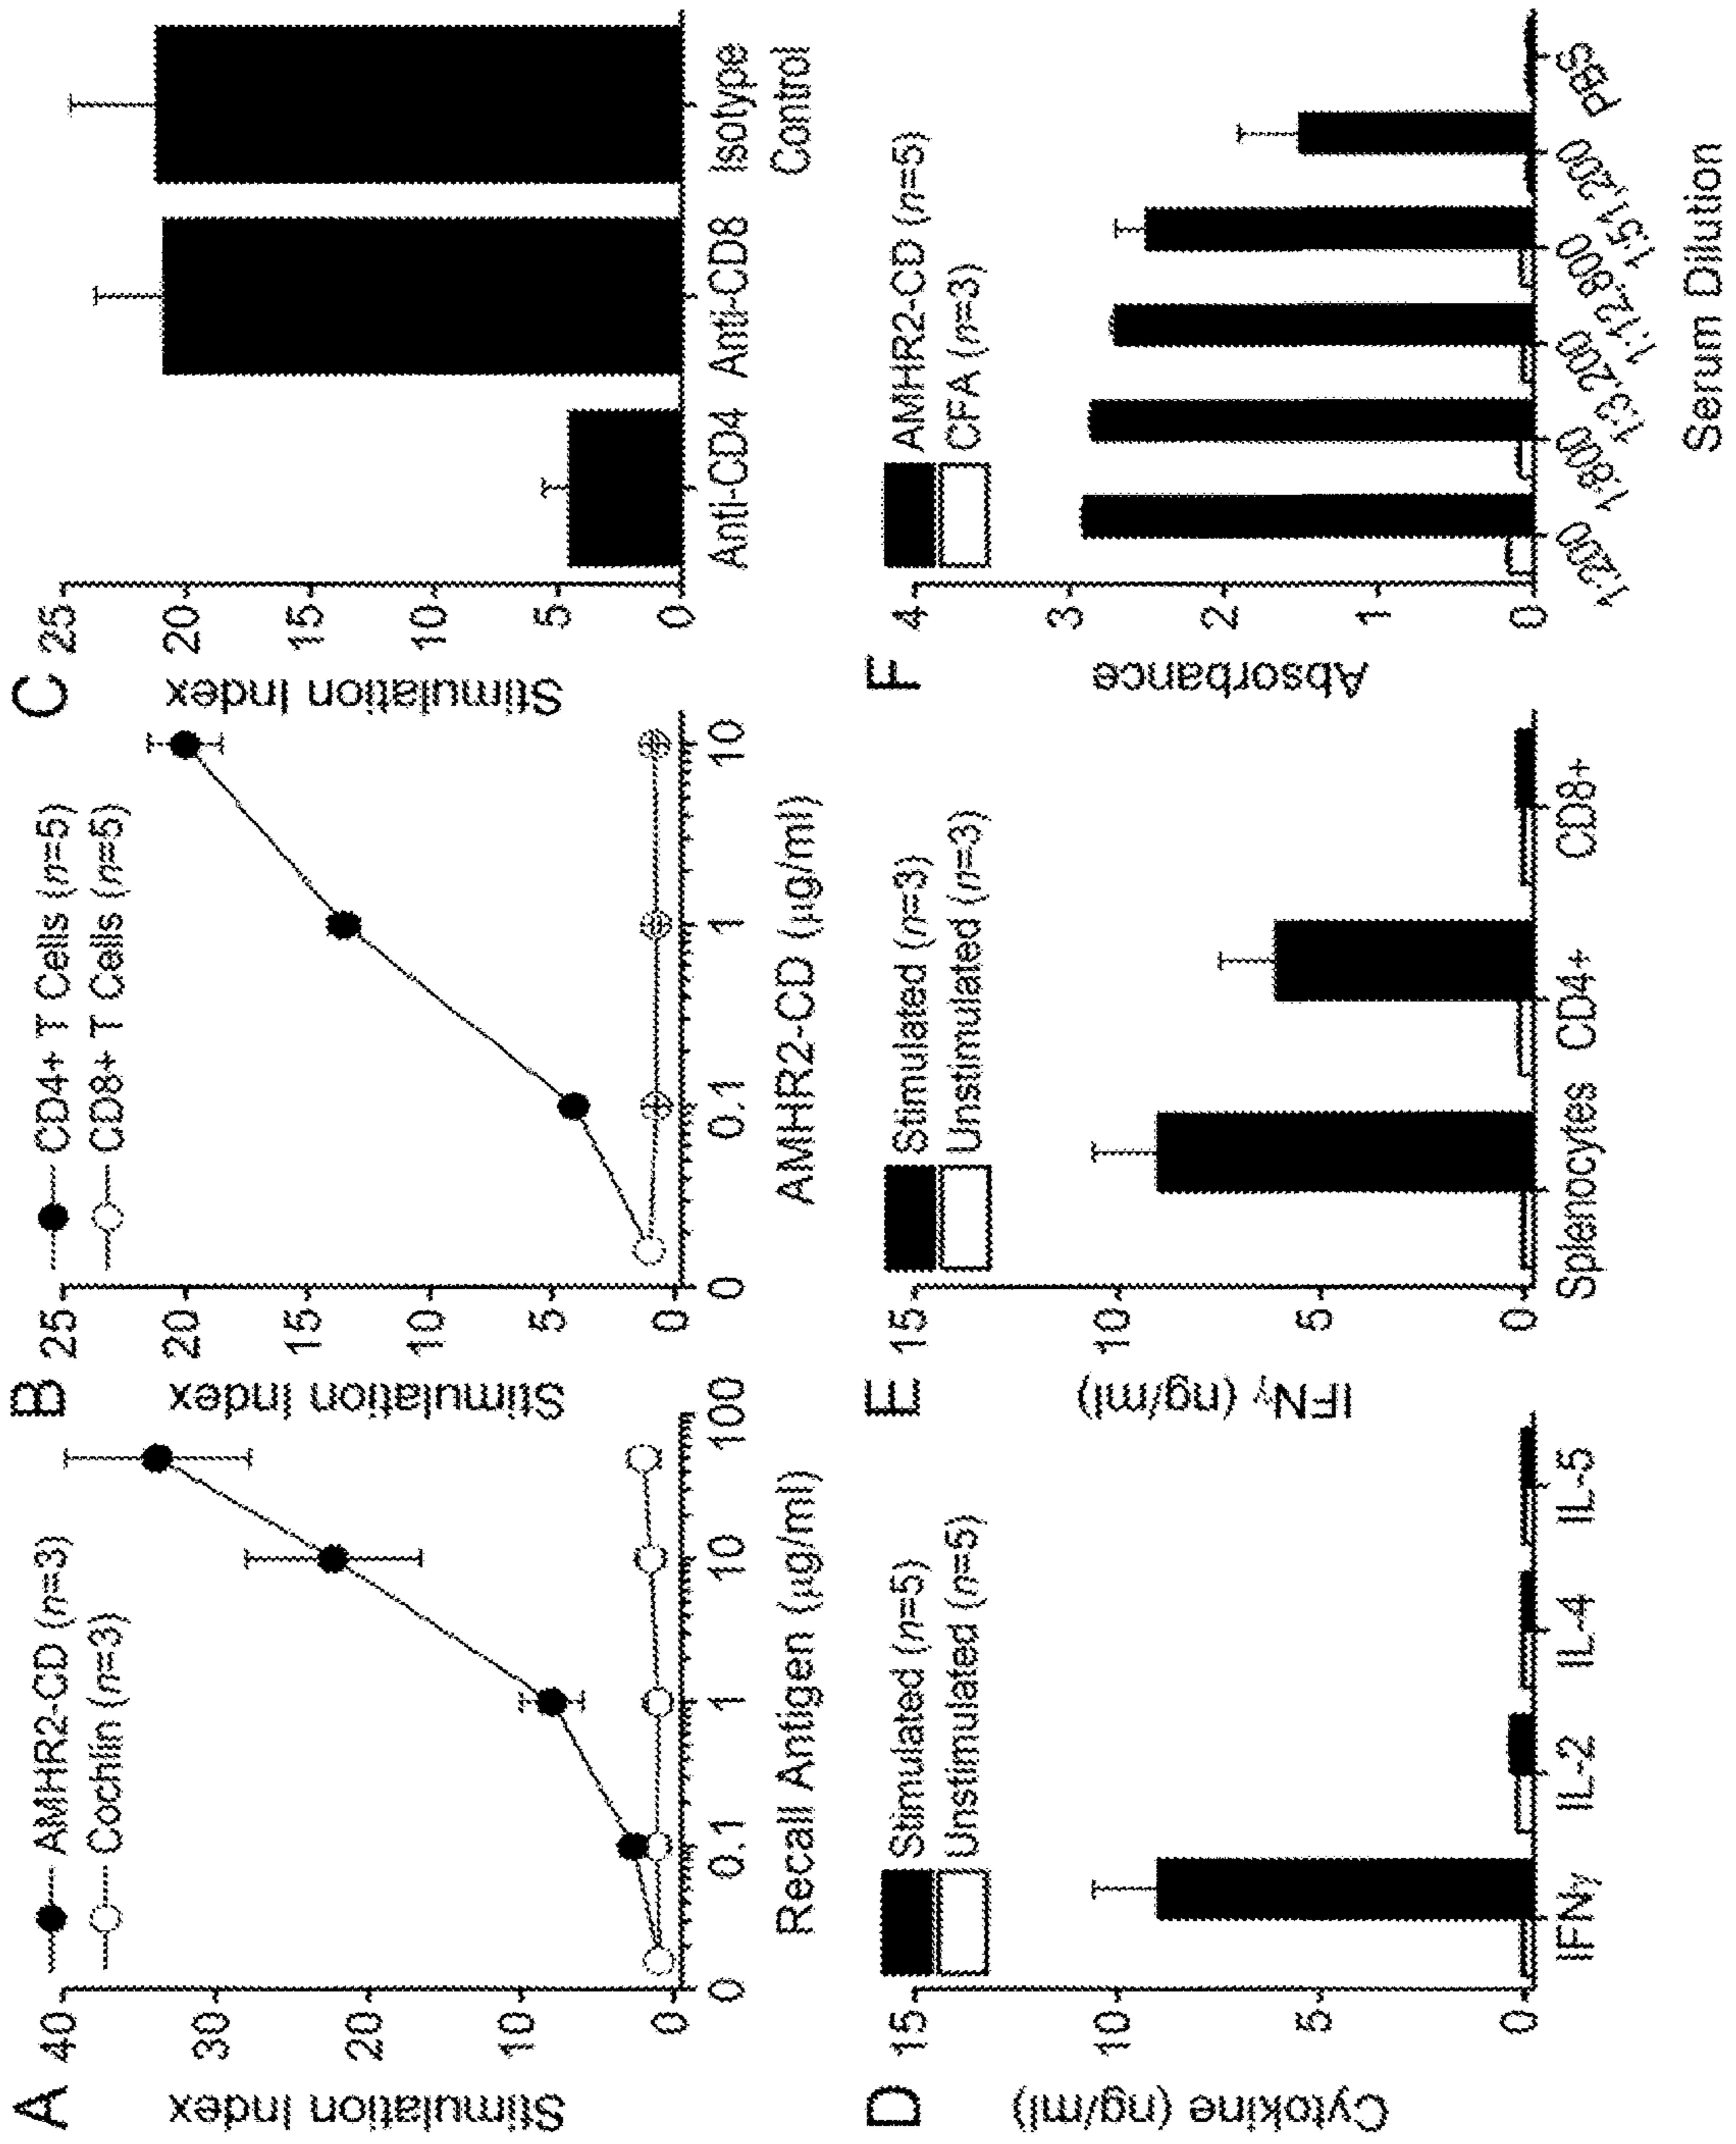 A
Stimulation Index
40
30
20
10
0
AMHR2-CD (n=3)
Cochlin (n=3)
0 0.1 1 10 100
Recall Antigen (µg/ml)
B
Stimulation Index
25
20
15
10
5
0
CD4+ T Cells (n=5)
CD8+ T Cells (n=5)
0 0.1 1 10
AMHR2-CD (µg/ml)
C
Stimulation Index
25
20
15
10
5
0
Anti-CD4 Anti-CD8 Isotype
Control
D
Cytokine (ng/ml)
15
10
5
0
Stimulated (n=5)
Unstimulated (n=5)
IFNγ IL-2 IL-4 IL-5
E
IFNγ (ng/ml)
15
10
5
0
Stimulated (n=3)
Unstimulated (n=3)
Splenocytes CD4+ CD8+
F
Absorbance
4
3
2
1
0
AMHR2-CD (n=5)
CFA (n=3)
1:200 1:800 1:3,200 1:12,800 1:51,200 PBS
Serum Dilution